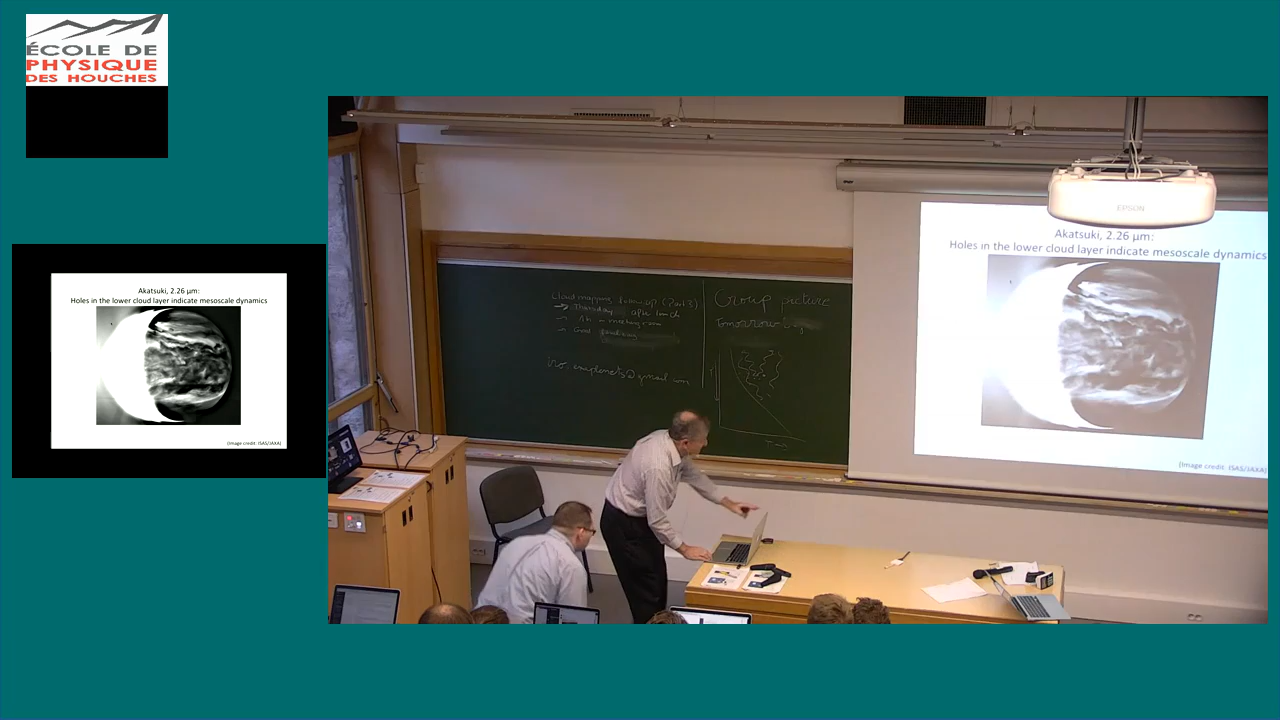 ÉCOLE DE
PHYSIQUE
DES HOUCHES
Akatsuki, 2.26 µm:
Holes in the lower cloud layer indicate mesoscale dynamics
(Image credit: ISAS/JAXA)
Cloud mapping follow up (Part 3)
→ Thursday after lunch
Group picture
Tomorrow
EPSON
Akatsuki, 2.26 µm:
Holes in the lower cloud layer indicate mesoscale dynamics
(Image credit: ISAS/JAXA)